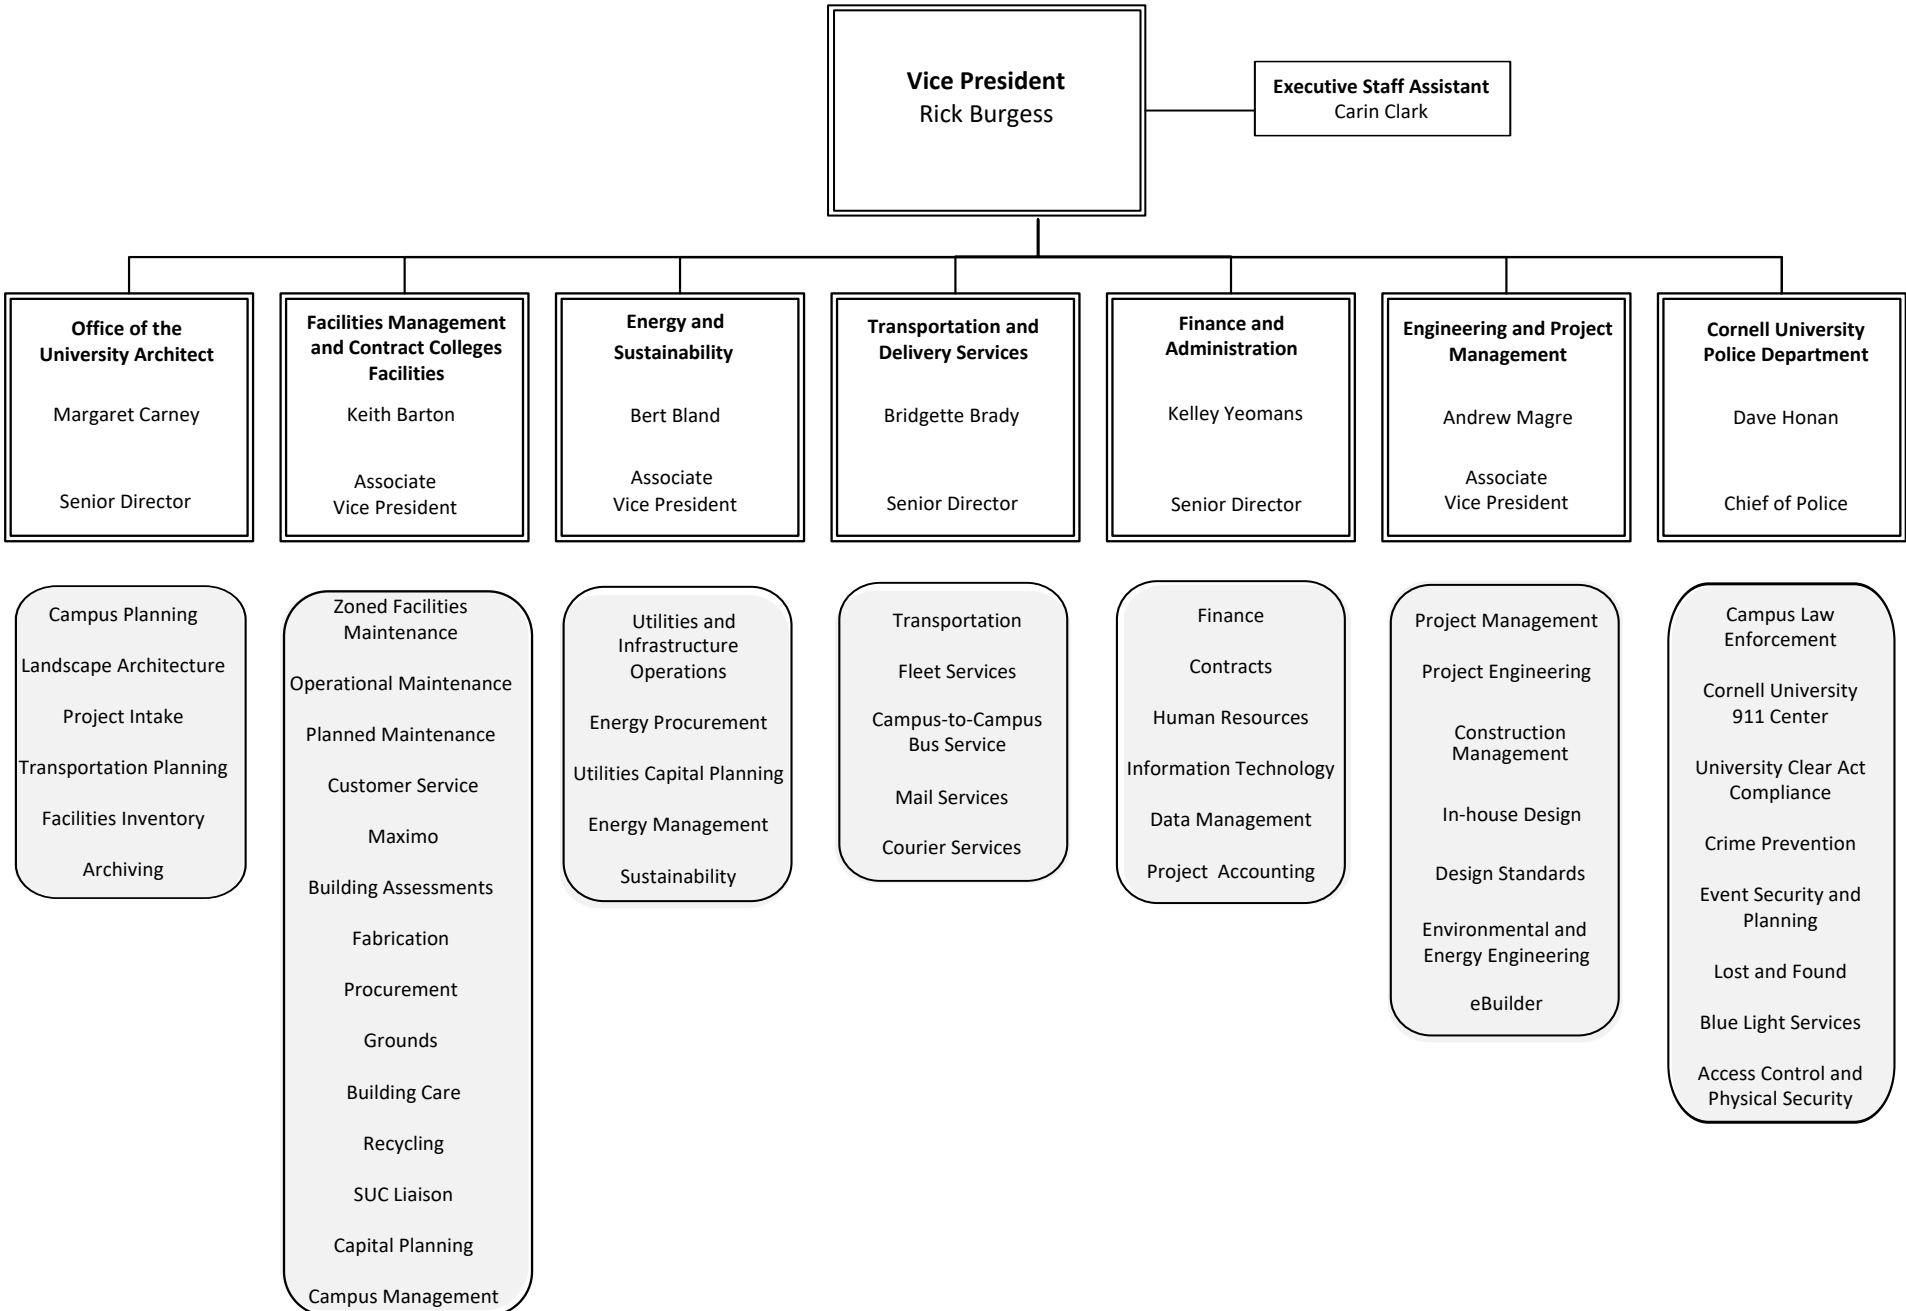 Vice President
Rick Burgess
Executive Staff Assistant
Carin Clark
Office of the
University Architect
Margaret Carney
Senior Director
Facilities Management
and Contract Colleges
Facilities
Keith Barton
Associate
Vice President
Energy and
Sustainability
Bert Bland
Associate
Vice President
Transportation and
Delivery Services
Bridgette Brady
Senior Director
Finance and
Administration
Kelley Yeomans
Senior Director
Engineering and Project
Management
Andrew Magre
Associate
Vice President
Cornell University
Police Department
Dave Honan
Chief of Police
Campus Planning
Landscape Architecture
Project Intake
Transportation Planning
Facilities Inventory
Archiving
Zoned Facilities
Maintenance
Operational Maintenance
Planned Maintenance
Customer Service
Maximo
Building Assessments
Fabrication
Procurement
Grounds
Building Care
Recycling
SUC Liaison
Capital Planning
Campus Management
Utilities and
Infrastructure
Operations
Energy Procurement
Utilities Capital Planning
Energy Management
Sustainability
Transportation
Fleet Services
Campus-to-Campus
Bus Service
Mail Services
Courier Services
Finance
Contracts
Human Resources
Information Technology
Data Management
Project Accounting
Project Management
Project Engineering
Construction
Management
In-house Design
Design Standards
Environmental and
Energy Engineering
eBuilder
Campus Law
Enforcement
Cornell University
911 Center
University Clear Act
Compliance
Crime Prevention
Event Security and
Planning
Lost and Found
Blue Light Services
Access Control and
Physical Security